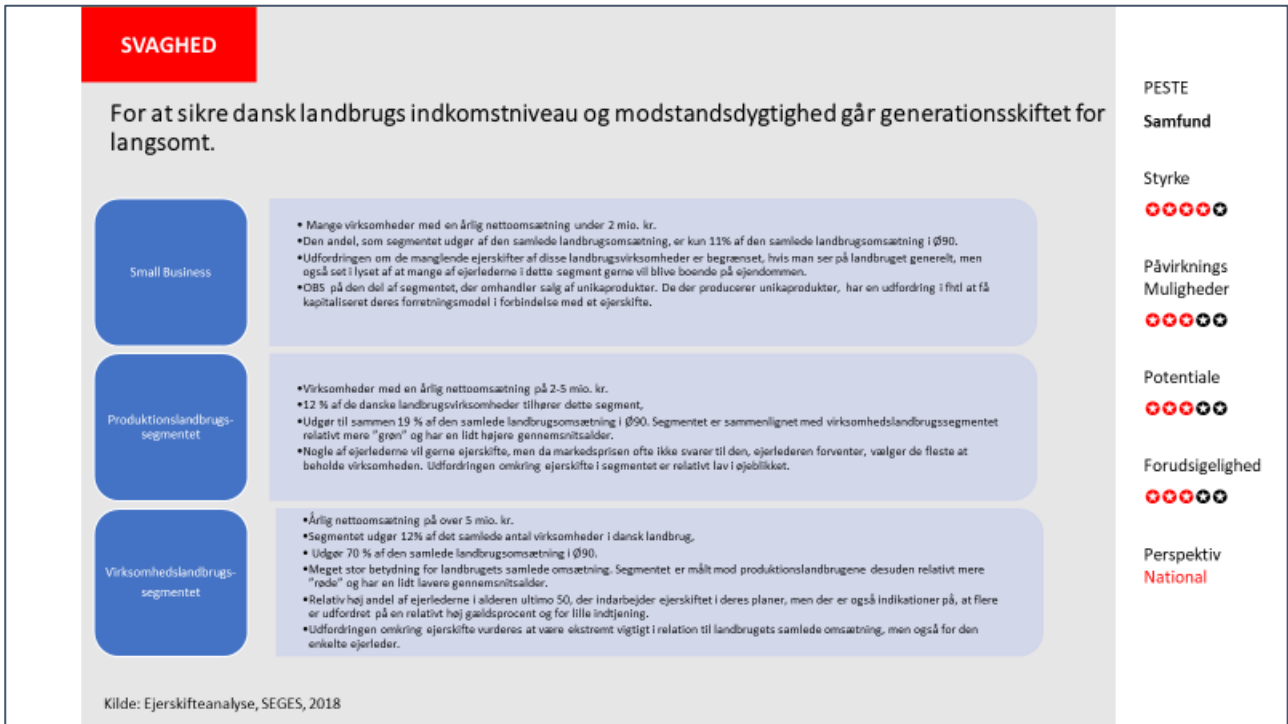 SVAGHED
For at sikre dansk landbrugs indkomstniveau og modstandsdygtighed går generationsskiftet for
langsomt.
Small Business
• Mange virksomheder med en årlig nettoomsætning under 2 mio. kr.
•Den andel, som segmentet udgør af den samlede landbrugsomsætning, er kun 11% af den samlede landbrugsomsætning i Ø90.
•Udfordringen om de manglende ejerskifter af disse landbrugsvirksomheder er begrænset, hvis man ser på landbruget generelt, men
også set i lyset af at mange af ejerlederne i dette segment gerne vil blive boende på ejendommen.
•OBS på den del af segmentet, der omhandler salg af unikaprodukter. De der producerer unikaprodukter, har en udfordring i fhtl at få
kapitaliseret deres forretningsmodel i forbindelse med et ejerskifte.
Produktionslandbrugs-
segmentet
•Virksomheder med en årlig nettoomsætning på 2-5 mio. kr.
•12 % af de danske landbrugsvirksomheder tilhører dette segment,
•Udgør til sammen 19 % af den samlede landbrugsomsætning i Ø90. Segmentet er sammenlignet med virksomhedslandbrugssegmentet
relativt mere "grøn" og har en lidt højere gennemsnitsalder.
•Nogle af ejerlederne vil gerne ejerskifte, men da markedsprisen ofte ikke svarer til den, ejerlederen forventer, vælger de fleste at
beholde virksomheden. Udfordringen omkring ejerskifte i segmentet er relativt lav i øjeblikket.
Virksomhedslandbrugs-
segmentet
•Årlig nettoomsætning på over 5 mio. kr.
•Segmentet udgør 12% af det samlede antal virksomheder i dansk landbrug,
• Udgør 70 % af den samlede landbrugsomsætning i Ø90.
•Meget stor betydning for landbrugets samlede omsætning. Segmentet er målt mod produktionslandbrugene desuden relativt mere
"røde" og har en lidt lavere gennemsnitsalder.
•Relativ høj andel af ejerlederne i alderen ultimo 50, der indarbejder ejerskiftet i deres planer, men der er også indikationer på, at flere
er udfordret på en relativt høj gældsprocent og for lille indtjening.
•Udfordringen omkring ejerskifte vurderes at være ekstremt vigtigt i relation til landbrugets samlede omsætning, men også for den
enkelte ejerleder.
Kilde: Ejerskifteanalyse, SEGES, 2018
PESTE
Samfund
Styrke
Påvirknings
Muligheder
Potentiale
Forudsigelighed
Perspektiv
National